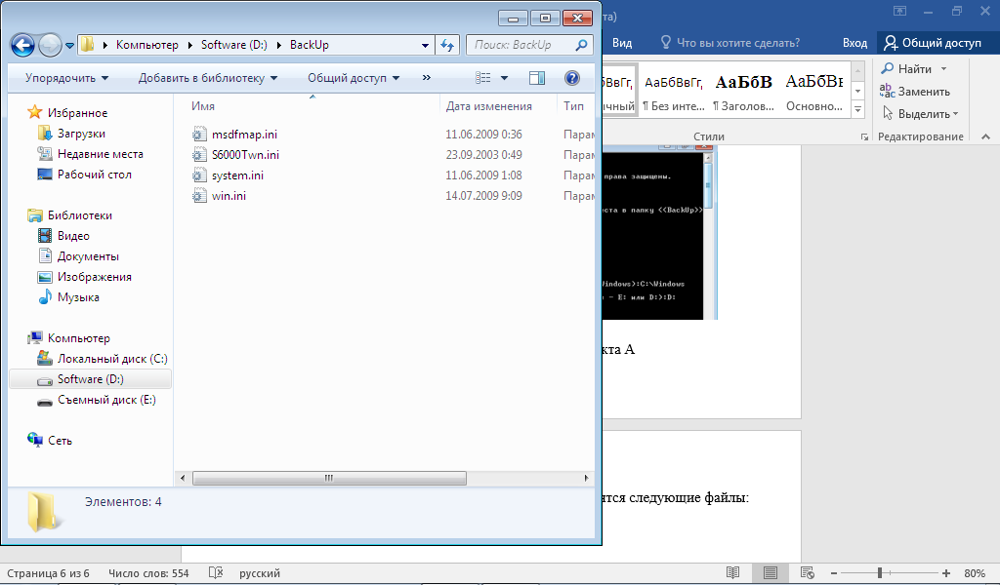 Компьютер ▸ Software (D:) ▸ BackUp
Поиск: BackUp
Упорядочить Добавить в библиотеку Общий доступ »
Избранное
Загрузки
Недавние места
Рабочий стол
Библиотеки
Видео
Документы
Изображения
Музыка
Компьютер
Локальный диск (C:)
Software (D:)
Съемный диск (E:)
Сеть
Имя Дата изменения Тип
msdfmap.ini 11.06.2009 0:36 Парам
S6000Twn.ini 23.09.2003 0:49 Парам
system.ini 11.06.2009 1:08 Парам
win.ini 14.07.2009 9:09 Парам
Элементов: 4
та)
Вид Что вы хотите сделать? Вход Общий доступ
АаБбВвГг, АаБбВвГг, АаБбВ АаБбВв
чный ¶ Без инте... ¶ Заголов... Основно...
Стили
Найти
Заменить
Выделить
Редактирование
права защищены.
еста в папку <<BackUp>>
Windows):C:\Windows
е - E: или D:):D:
кта А
тся следующие файлы:
Страница 6 из 6 Число слов: 554 русский
80%